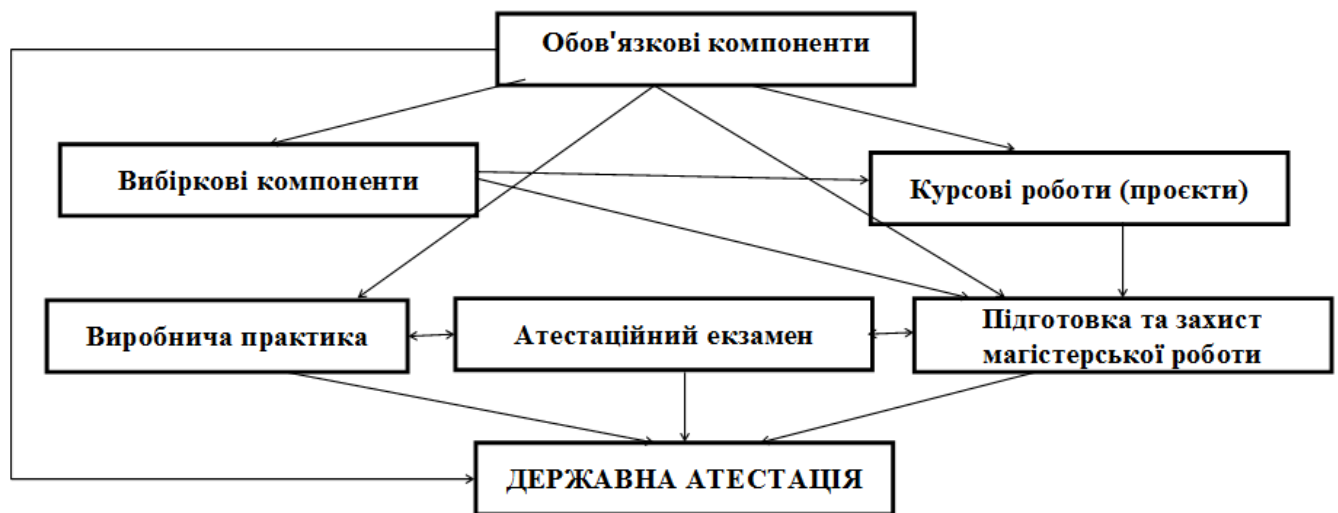 Обов'язкові компоненти
Вибіркові компоненти
Курсові роботи (проєкти)
Виробнича практика
Атестаційний екзамен
Підготовка та захист
магістерської роботи
ДЕРЖАВНА АТЕСТАЦІЯ